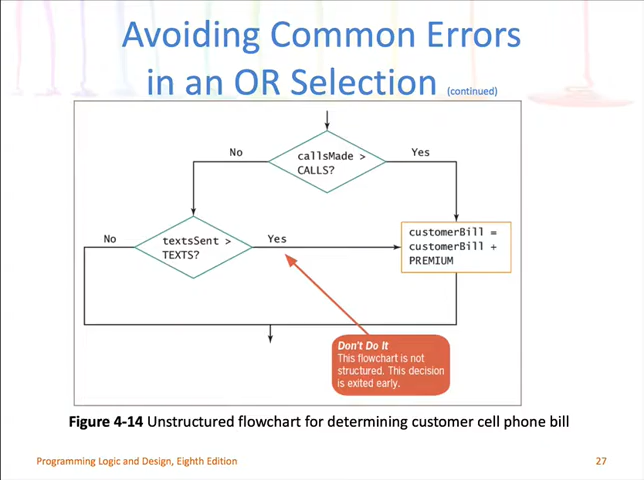 Avoiding Common Errors
in an OR Selection (continued)
No
callsMade >
CALLS?
Yes
No
textsSent >
TEXTS?
Yes
customerBill =
customerBill +
PREMIUM
Don't Do It
This flowchart is not
structured. This decision
is exited early.
Figure 4-14 Unstructured flowchart for determining customer cell phone bill
Programming Logic and Design, Eighth Edition
27